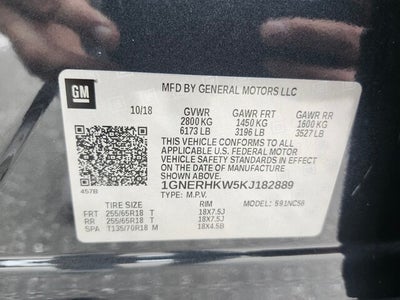 GM
MFD BY GENERAL MOTORS LLC
10/18 GVWR GAWR FRT GAWR RR
2800 KG 1450 KG 1600 KG
6173 LB 3196 LB 3527 LB
THIS VEHICLE CONFORMS TO ALL APPLICABLE
U.S. FEDERAL MOTOR VEHICLE SAFETY
AND THEFT PREVENTION STANDARDS IN EFFECT ON
THE DATE OF MANUFACTURE SHOWN ABOVE.
1GNERHKW5KJ182889
TYPE: M.P.V. MODEL:
457B
TIRE SIZE RIM
FRT 255/65R18 T 18X7.5J
RR 255/65R18 T 18X7.5J
SPA T135/70R18 M 18X4.5B